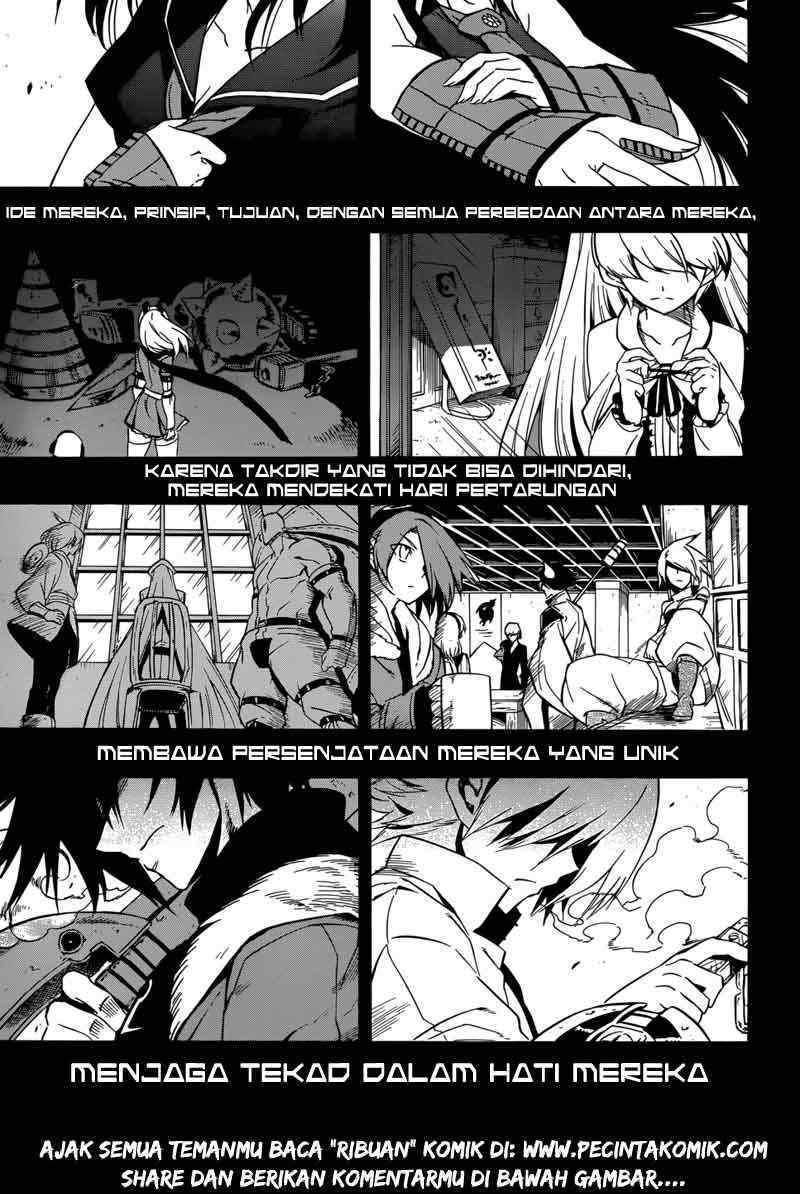 IDE MEREKA, PRINSIP, TUJUAN, DENGAN SEMUA PERBEDAAN ANTARA MEREKA,
KARENA TAKDIR YANG TIDAK BISA DIHINDARI,
MEREKA MENDEKATI HARI PERTARUNGAN
MEMBAWA PERSENJATAAN MEREKA YANG UNIK
MENJAGA TEKAD DALAM HATI MEREKA
AJAK SEMUA TEMANMU BACA "RIBUAN" KOMIK DI: WWW.PECINTAKOMIK.COM
SHARE DAN BERIKAN KOMENTARMU DI BAWAH GAMBAR....